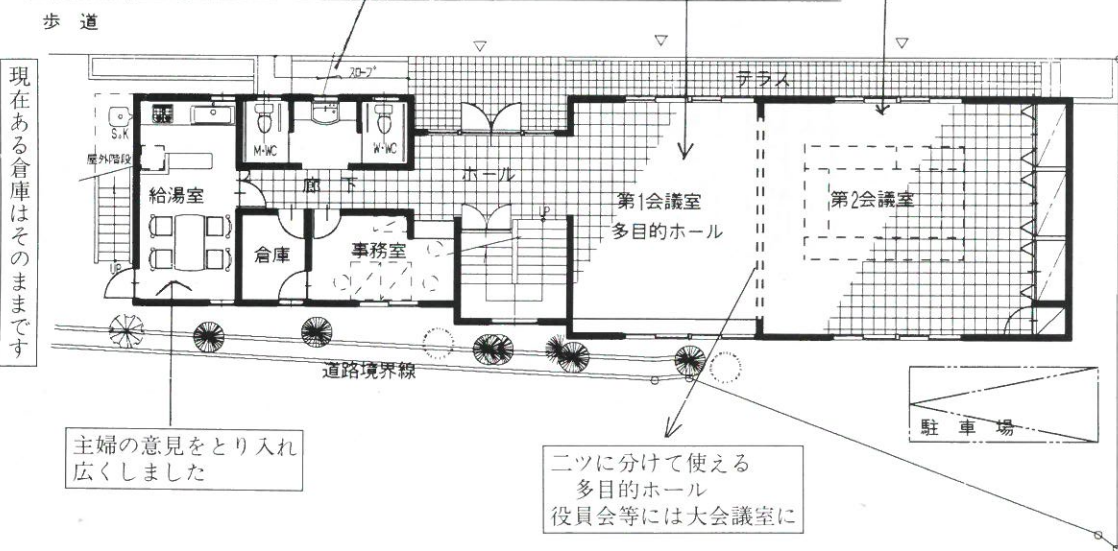 歩道
現在ある倉庫はそのままです
スロープ
テラス
S.K
M・WC
W・WC
屋外階段
給湯室
廊下
ホール
UP
第1会議室
多目的ホール
第2会議室
倉庫
事務室
UP
道路境界線
駐車場
主婦の意見をとり入れ
広くしました
二ツに分けて使える
多目的ホール
役員会等には大会議室に